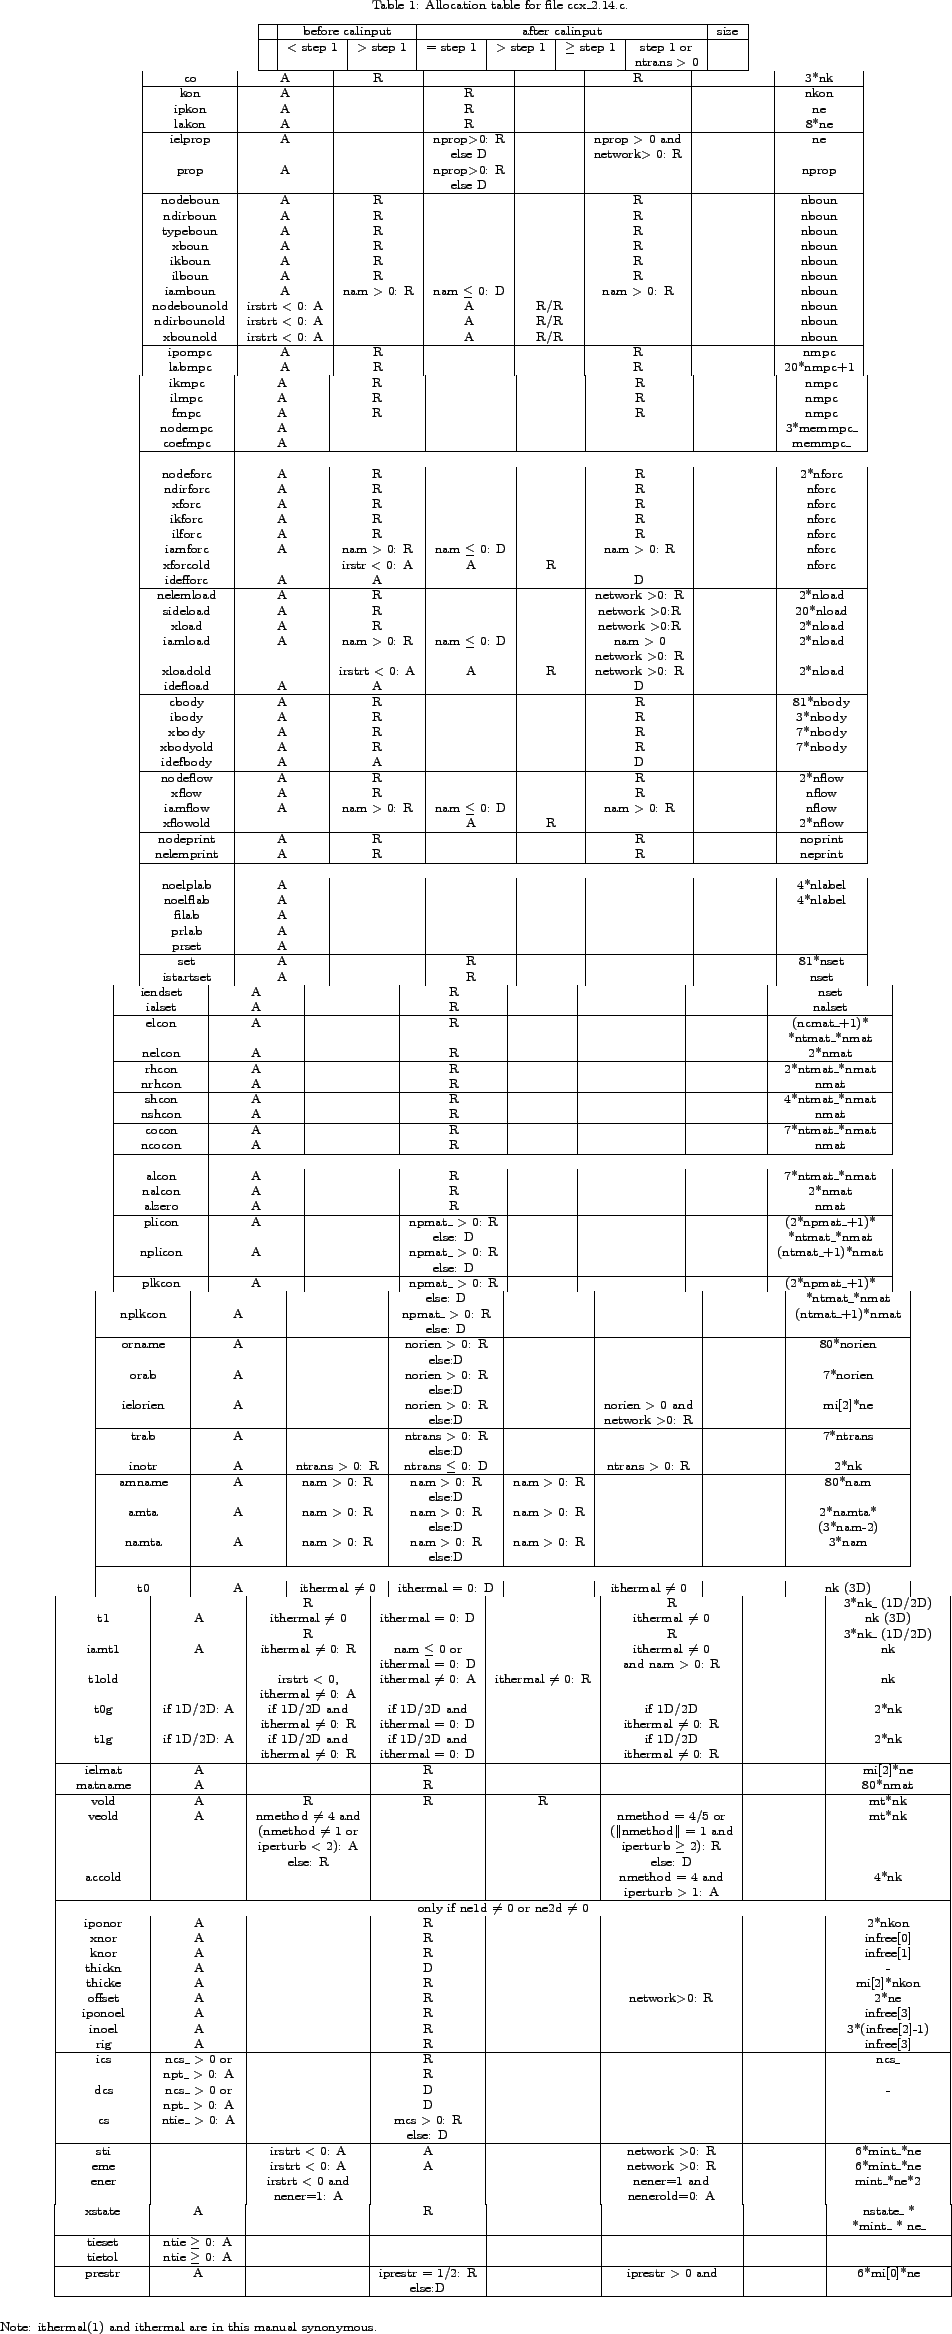 Table 1: Allocation table for file ccx_2.14.c.
before calinput after calinput size
< step 1 > step 1 = step 1 > step 1 ≥ step 1 step 1 or
ntrans > 0
co A R R 3*nk
kon A R nkon
ipkon A R ne
lakon A R 8*ne
ielprop A nprop>0: R nprop > 0 and ne
else D network> 0: R
prop A nprop>0: R nprop
else D
nodeboun A R R nboun
ndirboun A R R nboun
typeboun A R R nboun
xboun A R R nboun
ikboun A R R nboun
ilboun A R R nboun
iamboun A nam > 0: R nam ≤ 0: D nam > 0: R nboun
nodebounold irstrt < 0: A A R/R nboun
ndirbounold irstrt < 0: A A R/R nboun
xbounold irstrt < 0: A A R/R nboun
ipompc A R R nmpc
labmpc A R R 20*nmpc+1
ikmpc A R R nmpc
ilmpc A R R nmpc
fmpc A R R nmpc
nodempc A 3*memmpc_
coefmpc A memmpc_
nodeforc A R R 2*nforc
ndirforc A R R nforc
xforc A R R nforc
ikforc A R R nforc
ilforc A R R nforc
iamforc A nam > 0: R nam ≤ 0: D nam > 0: R nforc
xforcold irstr < 0: A A R nforc
idefforc A A D
nelemload A R network >0: R 2*nload
sideload A R network >0:R 20*nload
xload A R network >0:R 2*nload
iamload A nam > 0: R nam ≤ 0: D nam > 0 2*nload
network >0: R
xloadold irstrt < 0: A A R network >0: R 2*nload
idefload A A D
cbody A R R 81*nbody
ibody A R R 3*nbody
xbody A R R 7*nbody
xbodyold A R R 7*nbody
idefbody A A D
nodeflow A R R 2*nflow
xflow A R R nflow
iamflow A nam > 0: R nam ≤ 0: D nam > 0: R nflow
xflowold A R 2*nflow
nodeprint A R R noprint
nelemprint A R R neprint
noelplab A 4*nlabel
noelflab A 4*nlabel
filab A
prlab A
prset A
set A R 81*nset
istartset A R nset
iendset A R nset
ialset A R nalset
elcon A R (ncmat_+1)*
*ntmat_*nmat
nelcon A R 2*nmat
rhcon A R 2*ntmat_*nmat
nrhcon A R nmat
shcon A R 4*ntmat_*nmat
nshcon A R nmat
cocon A R 7*ntmat_*nmat
ncocon A R nmat
alcon A R 7*ntmat_*nmat
nalcon A R 2*nmat
alzero A R nmat
plicon A npmat_ > 0: R (2*npmat_+1)*
else: D *ntmat_*nmat
nplicon A npmat_ > 0: R (ntmat_+1)*nmat
else: D
plkcon A npmat_ > 0: R (2*npmat_+1)*
else: D *ntmat_*nmat
nplkcon A npmat_ > 0: R (ntmat_+1)*nmat
else: D
orname A norien > 0: R 80*norien
else:D
orab A norien > 0: R 7*norien
else:D
ielorien A norien > 0: R norien > 0 and mi[2]*ne
else:D network >0: R
trab A ntrans > 0: R 7*ntrans
else:D
inotr A ntrans > 0: R ntrans ≤ 0: D ntrans > 0: R 2*nk
amname A nam > 0: R nam > 0: R nam > 0: R 80*nam
else:D
amta A nam > 0: R nam > 0: R nam > 0: R 2*namta*
else:D (3*nam-2)
namta A nam > 0: R nam > 0: R nam > 0: R 3*nam
else:D
t0 A ithermal ≠ 0 ithermal = 0: D ithermal ≠ 0 nk (3D)
R R 3*nk_ (1D/2D)
t1 A ithermal ≠ 0 ithermal = 0: D ithermal ≠ 0 nk (3D)
R R 3*nk_ (1D/2D)
iamt1 A ithermal ≠ 0: R nam ≤ 0 or ithermal ≠ 0 nk
ithermal = 0: D and nam > 0: R
t1old irstrt < 0, ithermal ≠ 0: A ithermal ≠ 0: R nk
ithermal ≠ 0: A
t0g if 1D/2D: A if 1D/2D and if 1D/2D and if 1D/2D 2*nk
ithermal ≠ 0: R ithermal = 0: D ithermal ≠ 0: R
t1g if 1D/2D: A if 1D/2D and if 1D/2D and if 1D/2D 2*nk
ithermal ≠ 0: R ithermal = 0: D ithermal ≠ 0: R
ielmat A R mi[2]*ne
matname A R 80*nmat
vold A R R R mt*nk
veold A nmethod ≠ 4 and nmethod = 4/5 or mt*nk
(nmethod ≠ 1 or (‖nmethod‖ = 1 and
iperturb < 2): A iperturb ≥ 2): R
else: R else: D
accold nmethod = 4 and 4*nk
iperturb > 1: A
only if ne1d ≠ 0 or ne2d ≠ 0
iponor A R 2*nkon
xnor A R infree[0]
knor A R infree[1]
thickn A D -
thicke A R mi[2]*nkon
offset A R network>0: R 2*ne
iponoel A R infree[3]
inoel A R 3*(infree[2]-1)
rig A R infree[3]
ics ncs_ > 0 or R ncs_
npt_ > 0: A R
dcs ncs_ > 0 or D -
npt_ > 0: A D
cs ntie_ > 0: A mcs > 0: R
else: D
sti irstrt < 0: A A network >0: R 6*mint_*ne
eme irstrt < 0: A A network >0: R 6*mint_*ne
ener irstrt < 0 and nener=1 and mint_*ne*2
nener=1: A nenerold=0: A
xstate A R nstate_ *
*mint_ * ne_
tieset ntie ≥ 0: A
tietol ntie ≥ 0: A
prestr A iprestr = 1/2: R iprestr > 0 and 6*mi[0]*ne
else:D
Note: ithermal(1) and ithermal are in this manual synonymous.